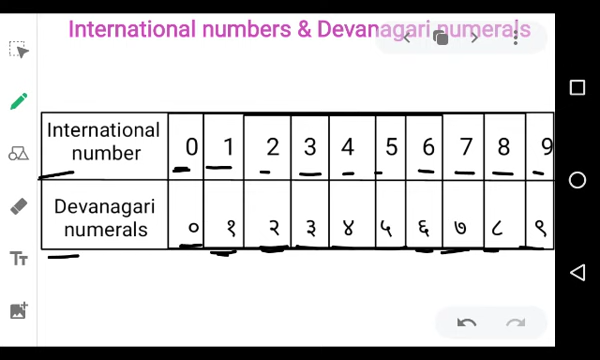 International numbers & Devanagari numerals
International number 0 1 2 3 4 5 6 7 8 9
Devanagari numerals ० १ २ ३ ४ ५ ६ ७ ८ ९
Tт